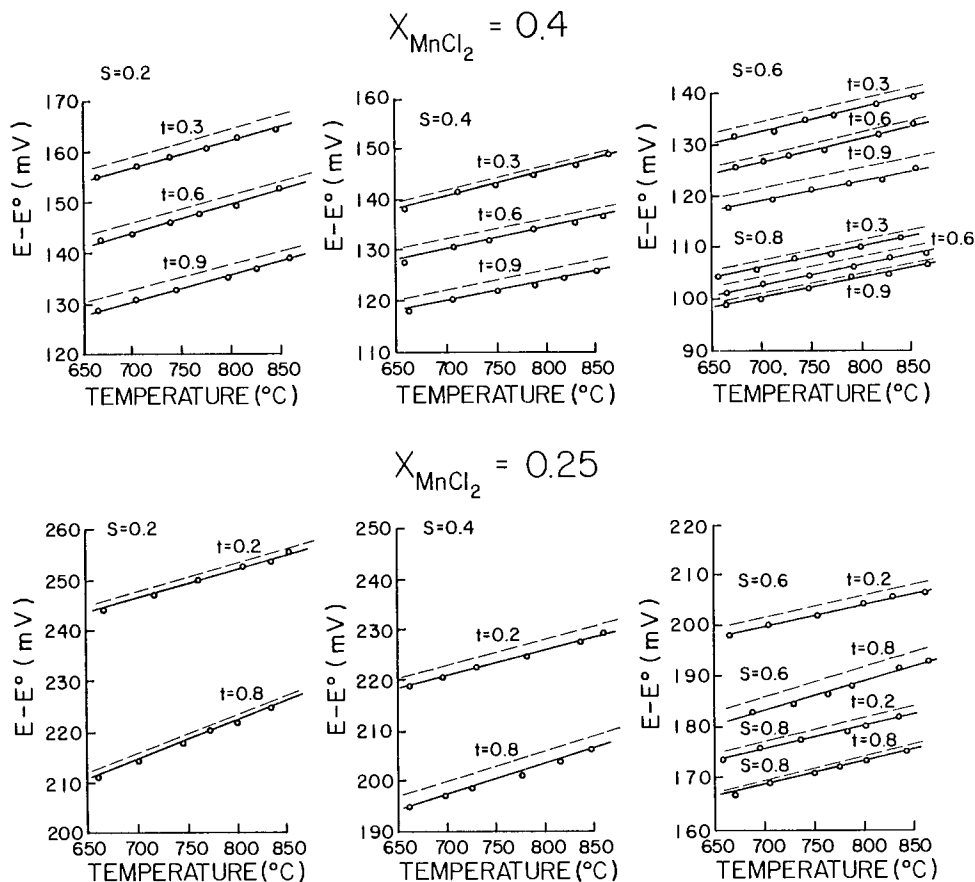 X MnCl2 = 0.4
S=0.2
E-E° (mV)
170
160
150
140
130
120
t=0.3
t=0.6
t=0.9
650 700 750 800 850
TEMPERATURE (°C)
S=0.4
E-E° (mV)
160
150
140
130
120
110
t=0.3
t=0.6
t=0.9
650 700 750 800 850
TEMPERATURE (°C)
S=0.6
E-E° (mV)
140
130
120
110
100
90
t=0.3
t=0.6
t=0.9
S=0.8
t=0.3
t=0.6
t=0.9
650 700 750 800 850
TEMPERATURE (°C)
X MnCl2 = 0.25
S=0.2
E-E° (mV)
260
250
240
230
220
210
200
t=0.2
t=0.8
650 700 750 800 850
TEMPERATURE (°C)
S=0.4
E-E° (mV)
250
240
230
220
210
200
190
t=0.2
t=0.8
650 700 750 800 850
TEMPERATURE (°C)
E-E° (mV)
220
210
200
190
180
170
160
S=0.6
t=0.2
S=0.6
t=0.8
S=0.8
t=0.2
S=0.8
t=0.8
650 700 750 800 850
TEMPERATURE (°C)